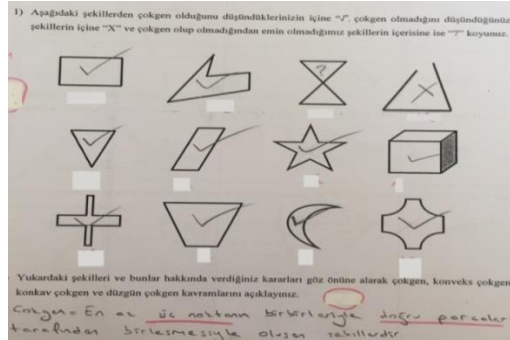 1) Aşağıdaki şekillerden çokgen olduğunu düşündüklerinizin içine "√", çokgen olmadığını düşündüğünüz
şekillerin içine "X" ve çokgen olup olmadığından emin olmadığımız şekillerin içerisine ise "?" koyunuz.
?
X
Yukardaki şekilleri ve bunlar hakkında verdiğiniz kararları göz önüne alarak çokgen, konveks çokgen
konkav çokgen ve düzgün çokgen kavramlarını açıklayınız.
Çokgen = En az üç noktanın birbirleriyle doğru parçaları
tarafından birleşmesiyle oluşan şekillerdir.